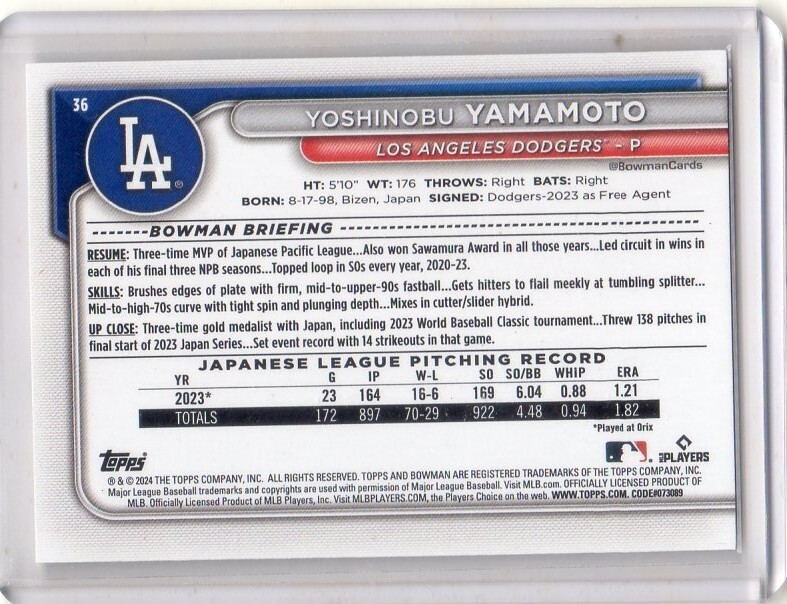 36
LA®
YOSHINOBU YAMAMOTO
LOS ANGELES DODGERS™ - P
@BowmanCards
HT: 5'10" WT: 176 THROWS: Right BATS: Right
BORN: 8-17-98, Bizen, Japan SIGNED: Dodgers-2023 as Free Agent
BOWMAN BRIEFING
RESUME: Three-time MVP of Japanese Pacific League...Also won Sawamura Award in all those years...Led circuit in wins in
each of his final three NPB seasons...Topped loop in SOs every year, 2020-23.
SKILLS: Brushes edges of plate with firm, mid-to-upper-90s fastball...Gets hitters to flail meekly at tumbling splitter...
Mid-to-high-70s curve with tight spin and plunging depth...Mixes in cutter/slider hybrid.
UP CLOSE: Three-time gold medalist with Japan, including 2023 World Baseball Classic tournament...Threw 138 pitches in
final start of 2023 Japan Series...Set event record with 14 strikeouts in that game.
JAPANESE LEAGUE PITCHING RECORD
YR G IP W-L SO SO/BB WHIP ERA
2023* 23 164 16-6 169 6.04 0.88 1.21
TOTALS 172 897 70-29 922 4.48 0.94 1.82
*Played at Orix
Topps PLAYERS
® & © 2024 THE TOPPS COMPANY, INC. ALL RIGHTS RESERVED. TOPPS AND BOWMAN ARE REGISTERED TRADEMARKS OF THE TOPPS COMPANY, INC.
Major League Baseball trademarks and copyrights are used with permission of Major League Baseball. Visit MLB.com. OFFICIALLY LICENSED PRODUCT OF
MLB. Officially Licensed Product of MLB Players, Inc. Visit MLBPLAYERS.COM, the Players Choice on the web. WWW.TOPPS.COM. CODE#073089